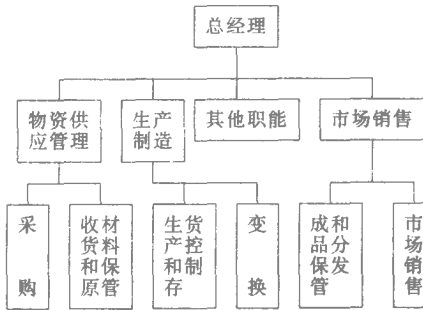 总经理
物资供
应管理
生产
制造
其他职能
市场销售
采购
收货和原
材料保管
生产和存
货控制
变换
成品保管
和分发
市场销售